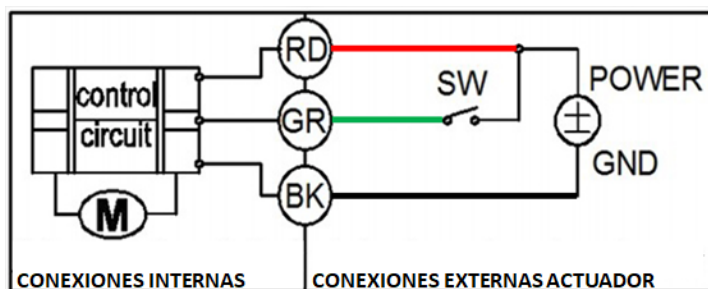 RD
SW
POWER
control
GR
circuit
GND
M
BK
CONEXIONES INTERNAS
CONEXIONES EXTERNAS ACTUADOR